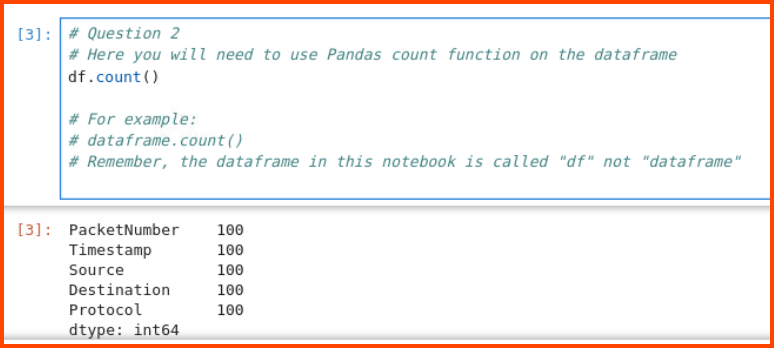 [3]: # Question 2
# Here you will need to use Pandas count function on the dataframe
df.count()
# For example:
# dataframe.count()
# Remember, the dataframe in this notebook is called "df" not "dataframe"
[3]: PacketNumber 100
Timestamp 100
Source 100
Destination 100
Protocol 100
dtype: int64